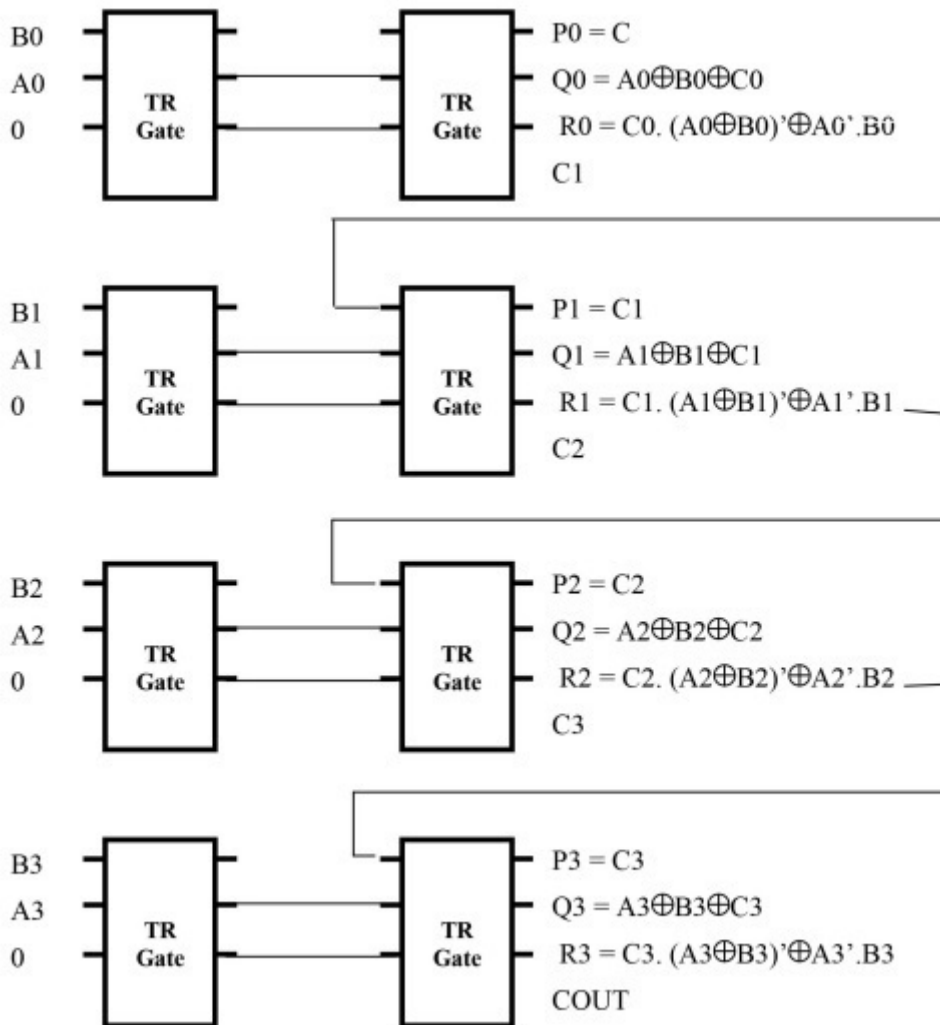 B0
A0
0
TR
Gate
TR
Gate
P0 = C
Q0 = A0⊕B0⊕C0
R0 = C0. (A0⊕B0)’⊕A0’.B0
C1
B1
A1
0
TR
Gate
TR
Gate
P1 = C1
Q1 = A1⊕B1⊕C1
R1 = C1. (A1⊕B1)’⊕A1’.B1
C2
B2
A2
0
TR
Gate
TR
Gate
P2 = C2
Q2 = A2⊕B2⊕C2
R2 = C2. (A2⊕B2)’⊕A2’.B2
C3
B3
A3
0
TR
Gate
TR
Gate
P3 = C3
Q3 = A3⊕B3⊕C3
R3 = C3. (A3⊕B3)’⊕A3’.B3
COUT